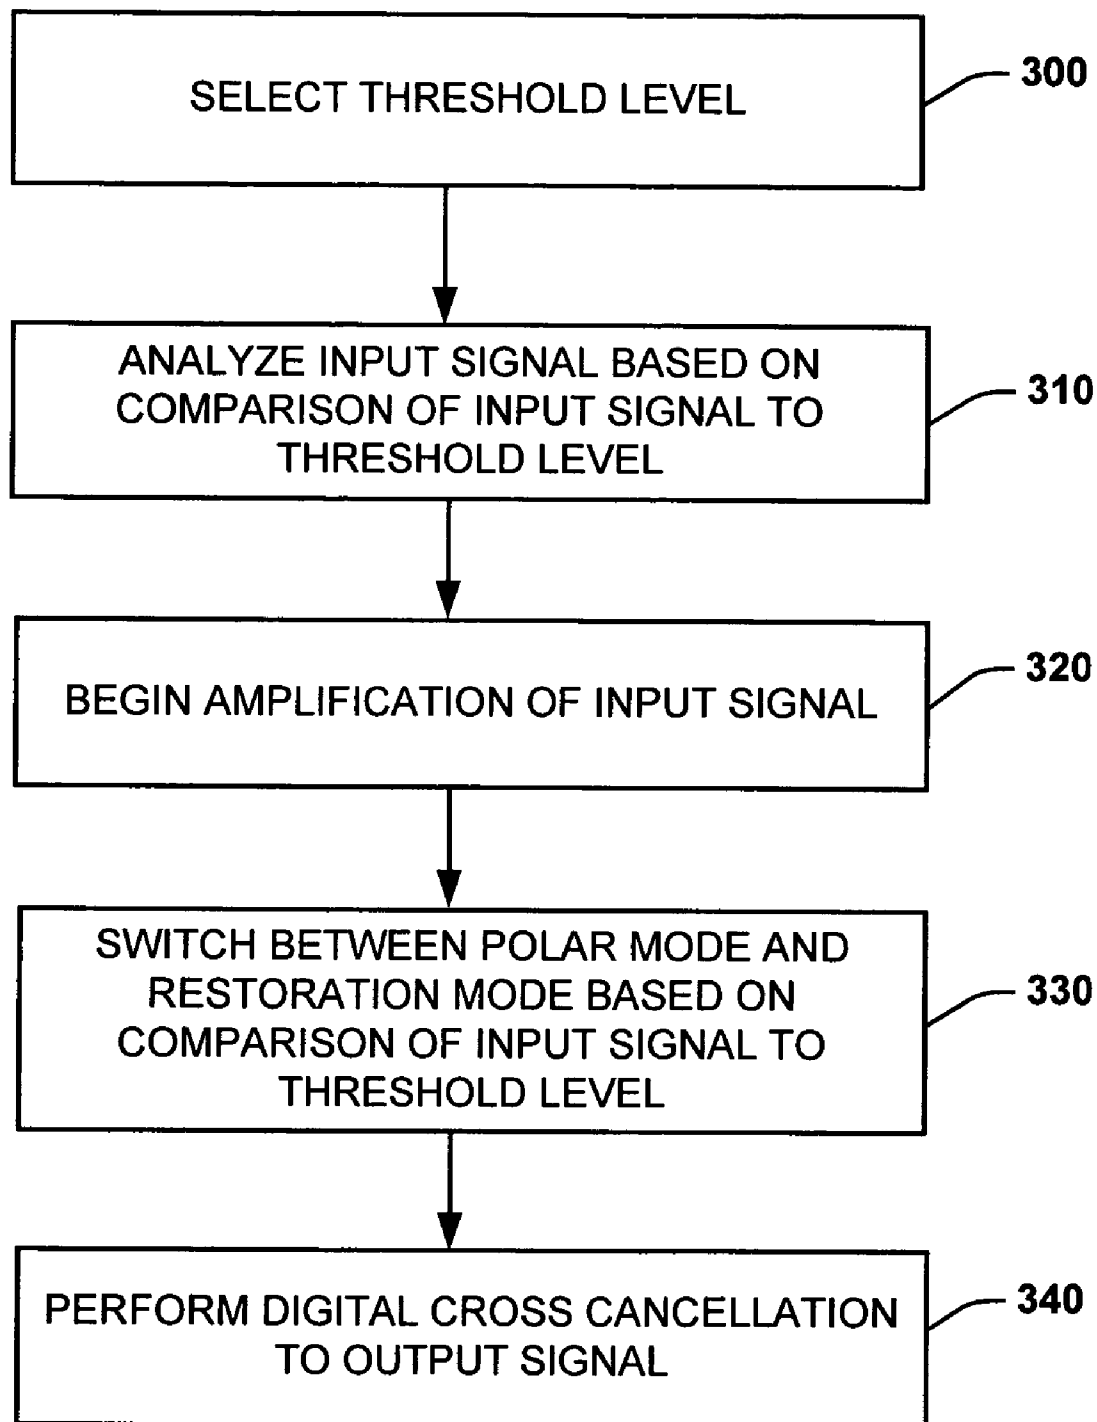 SELECT THRESHOLD LEVEL
300
ANALYZE INPUT SIGNAL BASED ON
COMPARISON OF INPUT SIGNAL TO
THRESHOLD LEVEL
310
BEGIN AMPLIFICATION OF INPUT SIGNAL
320
SWITCH BETWEEN POLAR MODE AND
RESTORATION MODE BASED ON
COMPARISON OF INPUT SIGNAL TO
THRESHOLD LEVEL
330
PERFORM DIGITAL CROSS CANCELLATION
TO OUTPUT SIGNAL
340